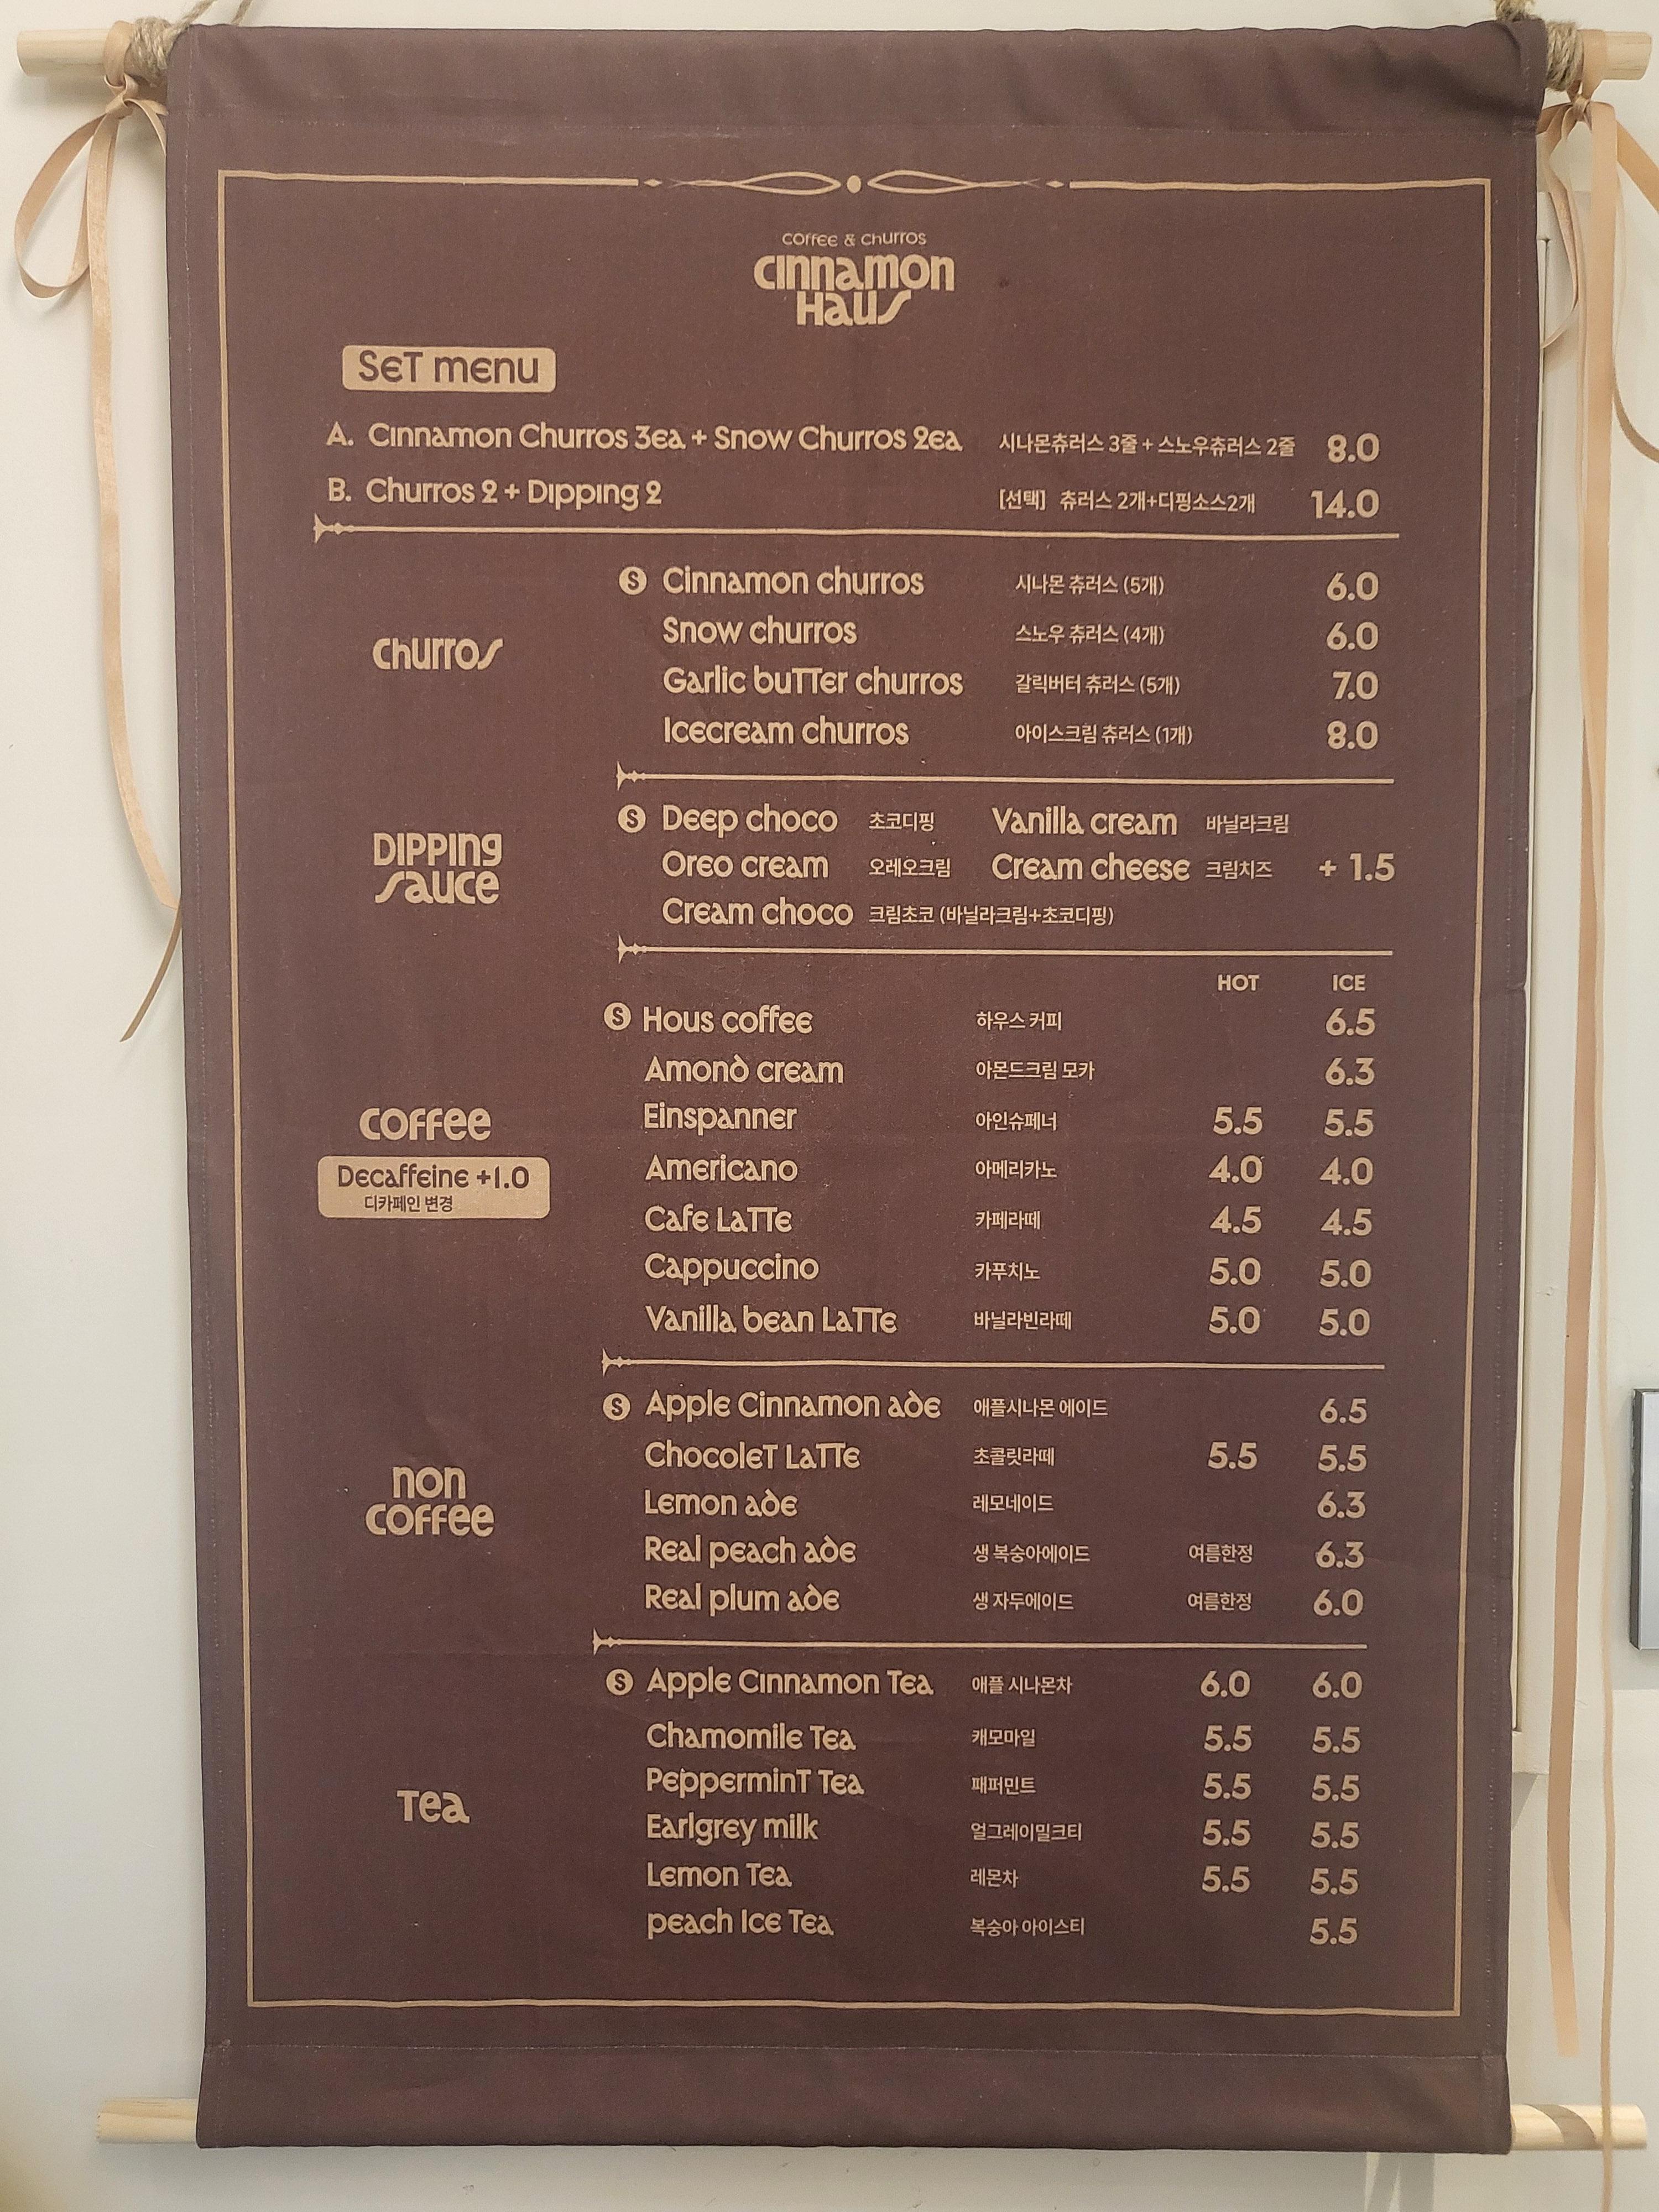 coffee & churros
cinnamon
Haus
Set menu
A. Cinnamon Churros 3ea + Snow Churros 2ea 시나몬츄러스 3줄 + 스노우츄러스 2줄 8.0
B. Churros 2 + Dipping 2 [선택] 츄러스 2개+디핑소스2개 14.0
churros
S Cinnamon churros 시나몬 츄러스 (5개) 6.0
Snow churros 스노우 츄러스 (4개) 6.0
Garlic butter churros 갈릭버터 츄러스 (5개) 7.0
Icecream churros 아이스크림 츄러스 (1개) 8.0
Dipping
sauce
S Deep choco 초코디핑 Vanilla cream 바닐라크림
Oreo cream 오레오크림 Cream cheese 크림치즈 + 1.5
Cream choco 크림초코 (바닐라크림+초코디핑)
HOT ICE
coffee
Decaffeine +1.0
디카페인 변경
S Hous coffee 하우스 커피 6.5
Amond cream 아몬드크림 모카 6.3
Einspanner 아인슈페너 5.5 5.5
Americano 아메리카노 4.0 4.0
Cafe Latte 카페라떼 4.5 4.5
Cappuccino 카푸치노 5.0 5.0
Vanilla bean Latte 바닐라빈라떼 5.0 5.0
non
coffee
S Apple Cinnamon ade 애플시나몬 에이드 6.5
Chocolet Latte 초콜릿라떼 5.5 5.5
Lemon ade 레모네이드 6.3
Real peach ade 생 복숭아에이드 여름한정 6.3
Real plum ade 생 자두에이드 여름한정 6.0
Tea
S Apple Cinnamon Tea 애플 시나몬차 6.0 6.0
Chamomile Tea 캐모마일 5.5 5.5
Peppermint Tea 패퍼민트 5.5 5.5
Earlgrey milk 얼그레이밀크티 5.5 5.5
Lemon Tea 레몬차 5.5 5.5
peach Ice Tea 복숭아 아이스티 5.5